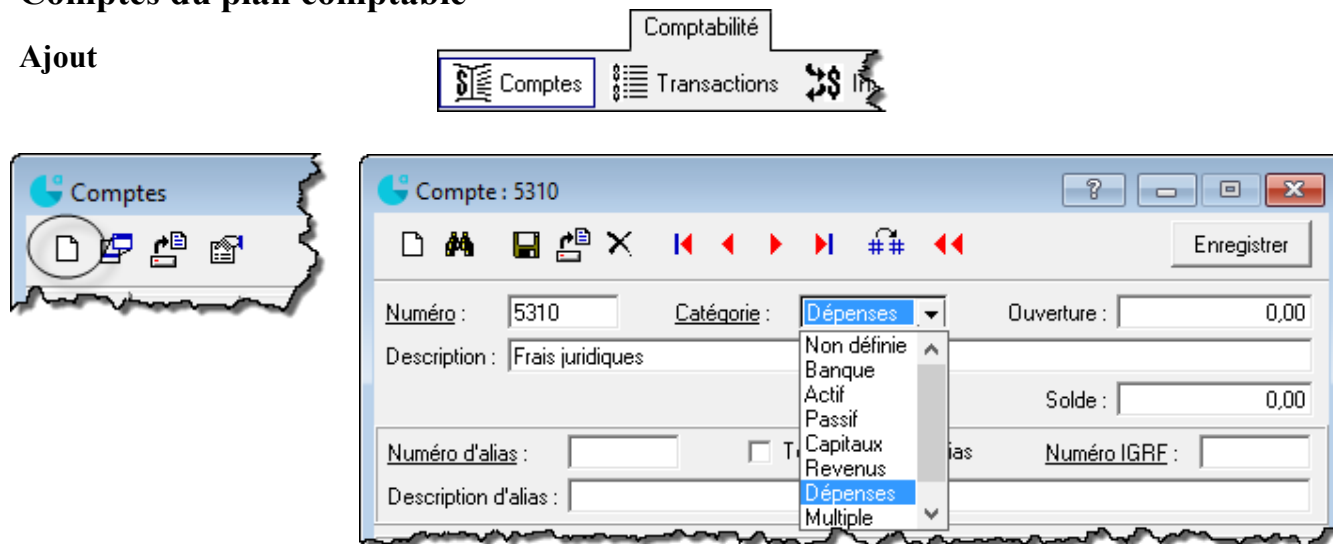 Comptes du plan comptable
Ajout
Comptabilité
Comptes Transactions
Comptes
Compte : 5310
Enregistrer
Numéro : 5310 Catégorie : Dépenses Ouverture : 0,00
Description : Frais juridiques
Non définie
Banque
Actif
Passif
Capitaux
Revenus
Dépenses
Multiple
Solde : 0,00
Numéro d'alias : Numéro IGRF :
Description d'alias :